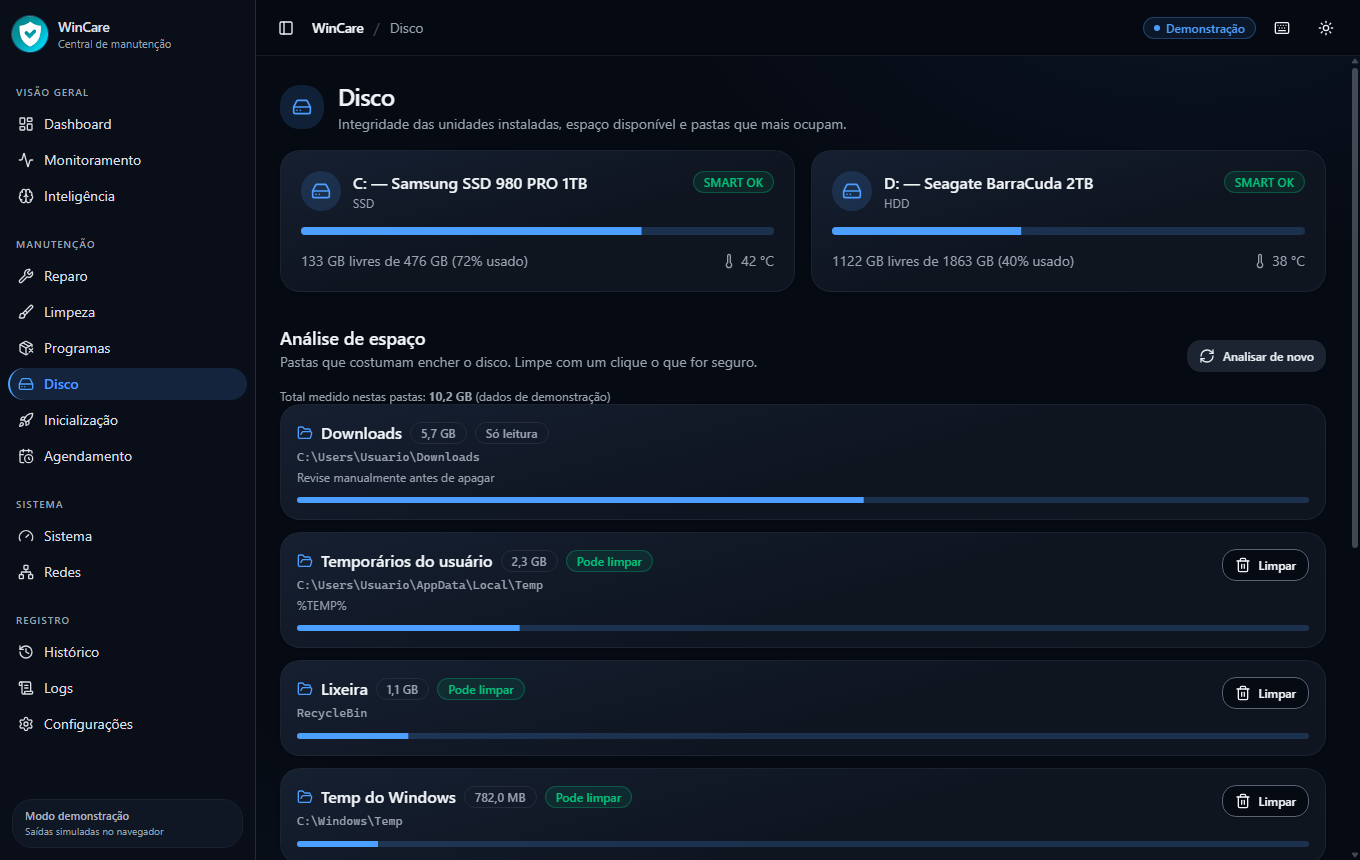 WinCare
Central de manutenção
VISÃO GERAL
Dashboard
Monitoramento
Inteligência
MANUTENÇÃO
Reparo
Limpeza
Programas
Disco
Inicialização
Agendamento
SISTEMA
Sistema
Redes
REGISTRO
Histórico
Logs
Configurações
Modo demonstração
Saídas simuladas no navegador
WinCare / Disco
Demonstração
Disco
Integridade das unidades instaladas, espaço disponível e pastas que mais ocupam.
C: — Samsung SSD 980 PRO 1TB
SMART OK
SSD
133 GB livres de 476 GB (72% usado)
42 °C
D: — Seagate BarraCuda 2TB
SMART OK
HDD
1122 GB livres de 1863 GB (40% usado)
38 °C
Análise de espaço
Pastas que costumam encher o disco. Limpe com um clique o que for seguro.
Analisar de novo
Total medido nestas pastas: 10,2 GB (dados de demonstração)
Downloads 5,7 GB Só leitura
C:\Users\Usuario\Downloads
Revise manualmente antes de apagar
Temporários do usuário 2,3 GB Pode limpar
Limpar
C:\Users\Usuario\AppData\Local\Temp
%TEMP%
Lixeira 1,1 GB Pode limpar
Limpar
RecycleBin
Temp do Windows 782,0 MB Pode limpar
Limpar
C:\Windows\Temp